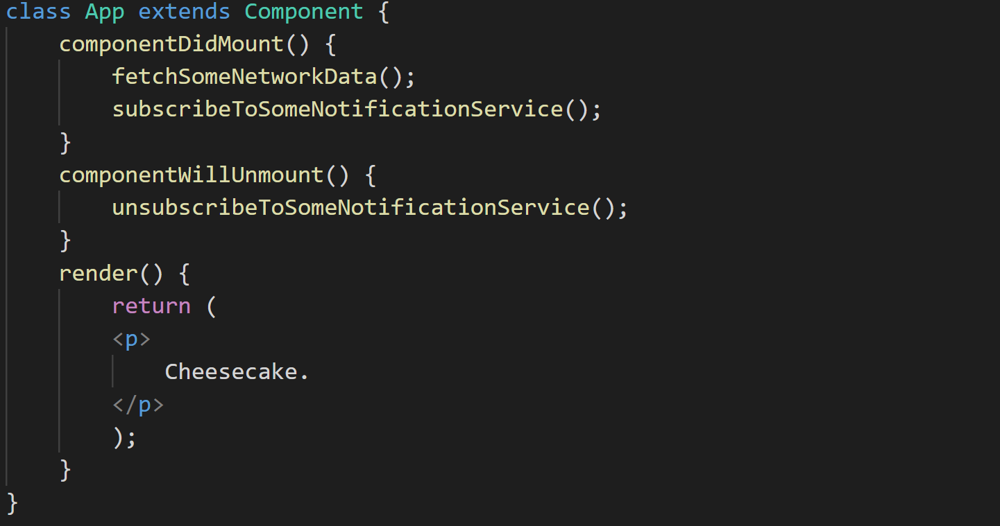 class App extends Component {
    componentDidMount() {
        fetchSomeNetworkData();
        subscribeToSomeNotificationService();
    }
    componentWillUnmount() {
        unsubscribeToSomeNotificationService();
    }
    render() {
        return (
        <p>
            Cheesecake.
        </p>
        );
    }
}